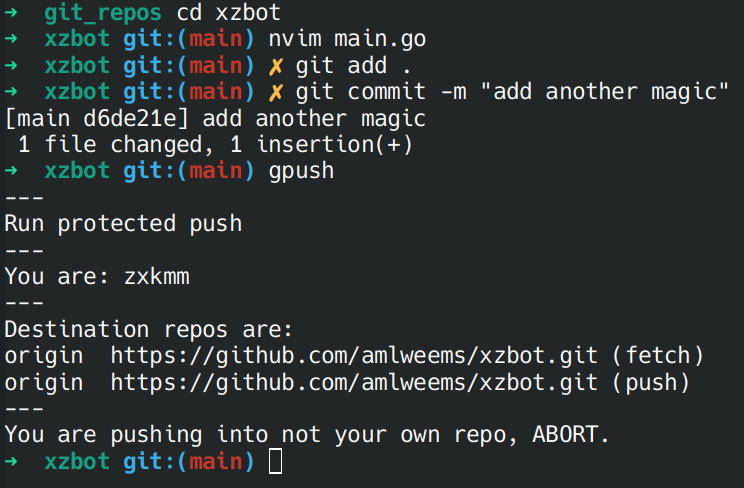 ➜  git_repos cd xzbot
➜  xzbot git:(main) nvim main.go
➜  xzbot git:(main) ✗ git add .
➜  xzbot git:(main) ✗ git commit -m "add another magic"
[main d6de21e] add another magic
 1 file changed, 1 insertion(+)
➜  xzbot git:(main) gpush
---
Run protected push
---
You are: zxkmm
---
Destination repos are:
origin  https://github.com/amlweems/xzbot.git (fetch)
origin  https://github.com/amlweems/xzbot.git (push)
---
You are pushing into not your own repo, ABORT.
➜  xzbot git:(main)